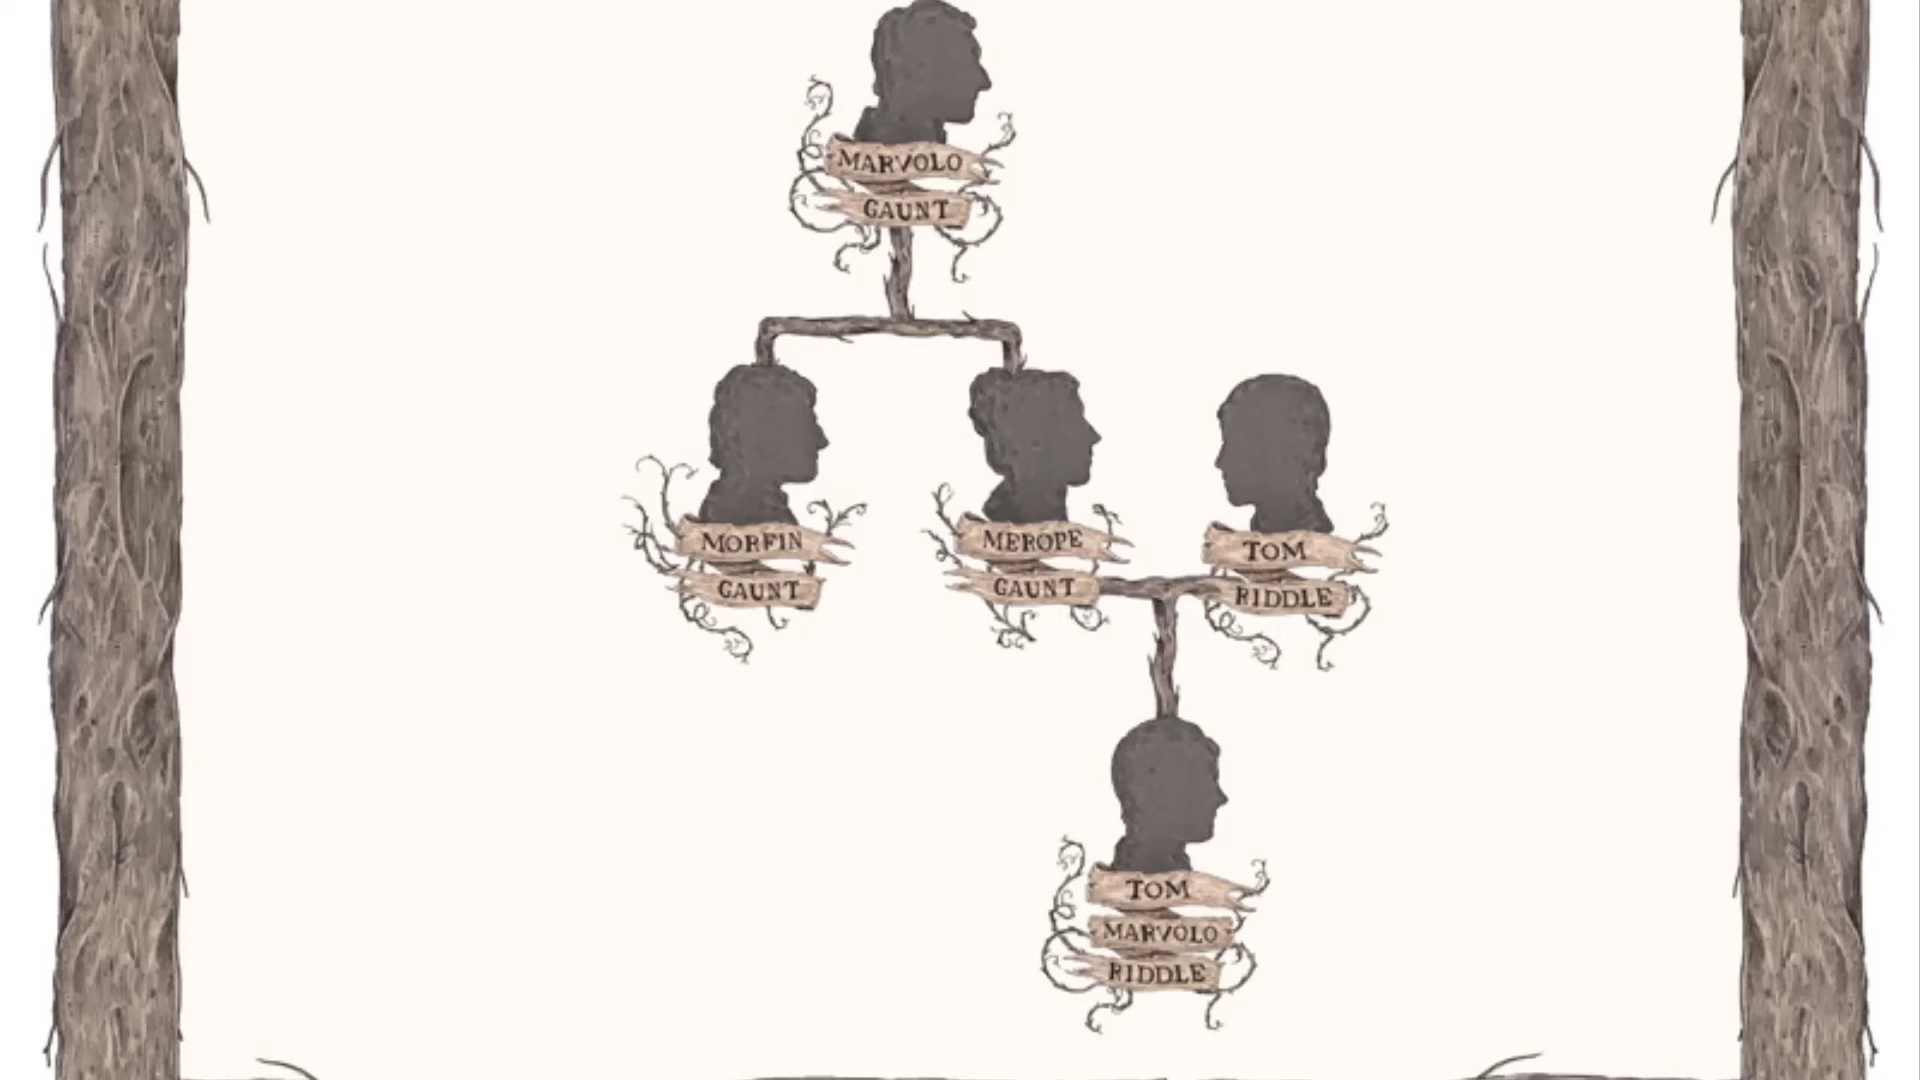 MARVOLO
GAUNT
MORFIN
GAUNT
MEROPE
GAUNT
TOM
RIDDLE
TOM
MARVOLO
RIDDLE